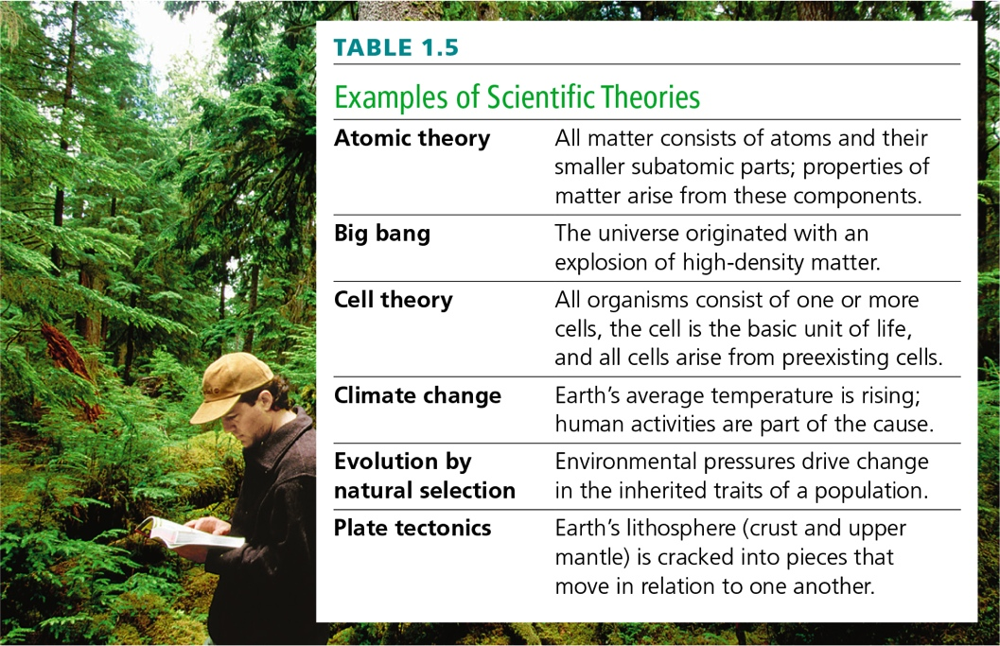 TABLE 1.5
Examples of Scientific Theories
Atomic theory
All matter consists of atoms and their
smaller subatomic parts; properties of
matter arise from these components.
Big bang
The universe originated with an
explosion of high-density matter.
Cell theory
All organisms consist of one or more
cells, the cell is the basic unit of life,
and all cells arise from preexisting cells.
Climate change
Earth’s average temperature is rising;
human activities are part of the cause.
Evolution by
natural selection
Environmental pressures drive change
in the inherited traits of a population.
Plate tectonics
Earth’s lithosphere (crust and upper
mantle) is cracked into pieces that
move in relation to one another.